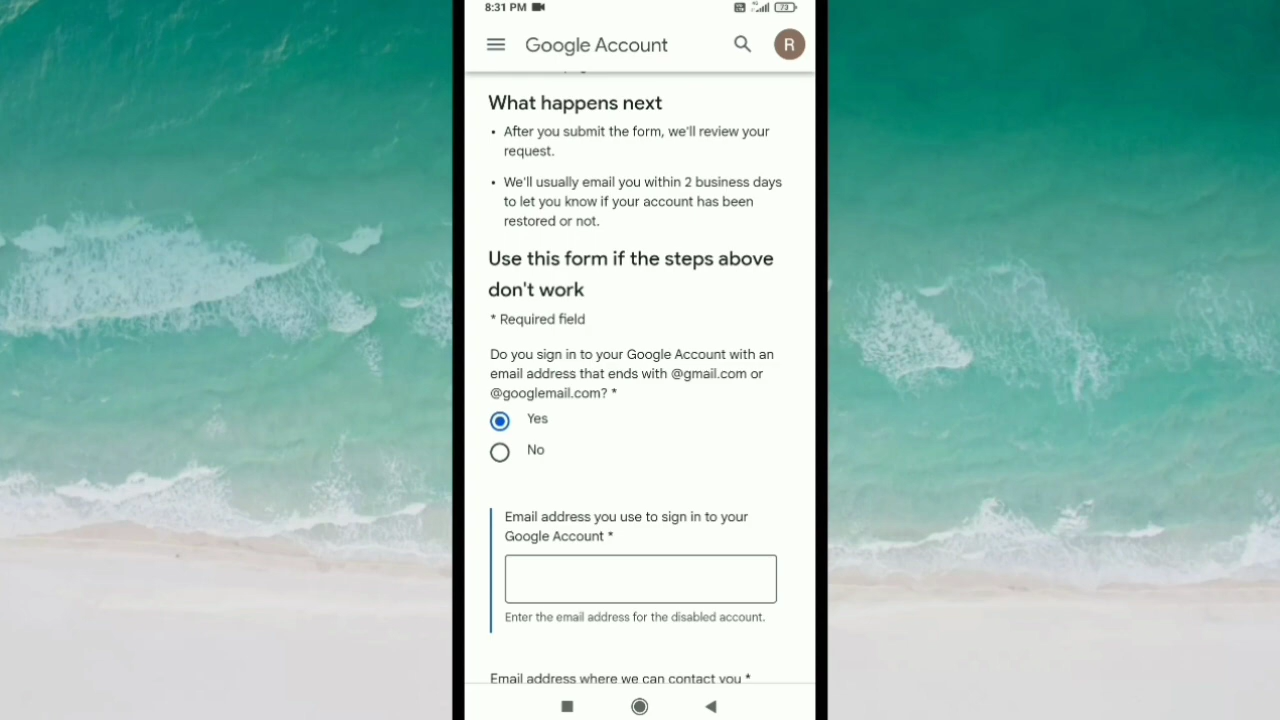 8:31 PM
73
Google Account
R
What happens next
• After you submit the form, we'll review your
request.
• We'll usually email you within 2 business days
to let you know if your account has been
restored or not.
Use this form if the steps above
don't work
* Required field
Do you sign in to your Google Account with an
email address that ends with @gmail.com or
@googlemail.com? *
Yes
No
Email address you use to sign in to your
Google Account *
Enter the email address for the disabled account.
Email address where we can contact you *